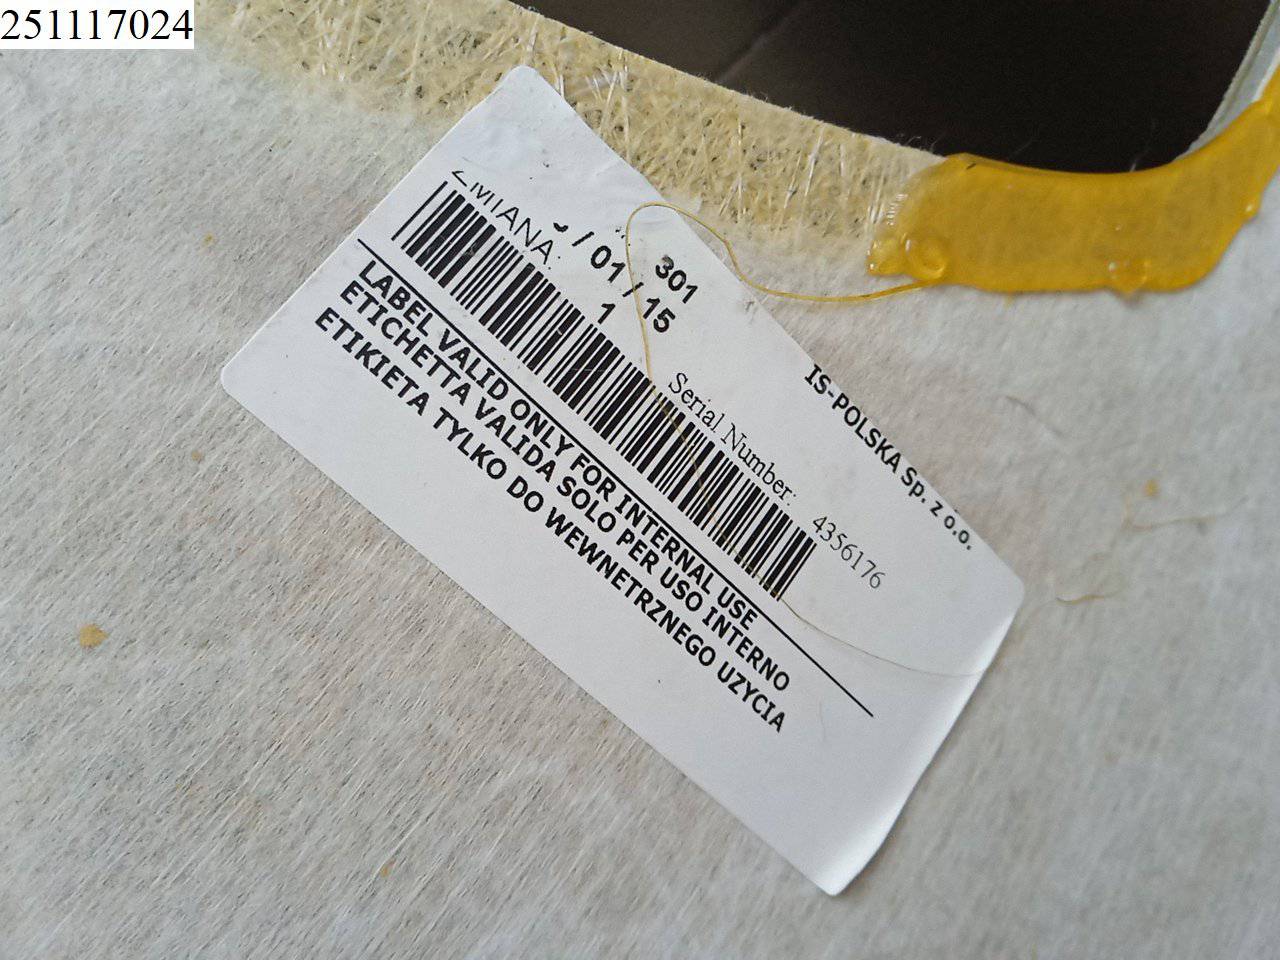 251117024
IS-POLSKA Sp. z o.o.
301
/ 01 / 15
ZMIANA: 1
Serial Number: 4356176
LABEL VALID ONLY FOR INTERNAL USE
ETICHETTA VALIDA SOLO PER USO INTERNO
ETIKIETA TYLKO DO WEWNETRZNEGO UZYCIA